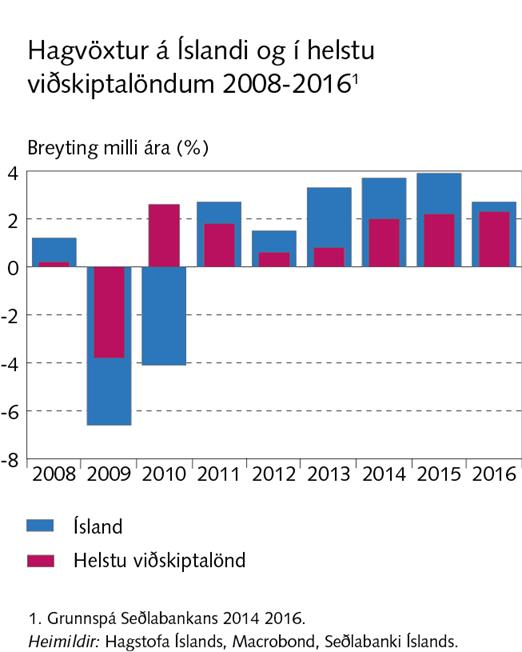 Hagvöxtur á Íslandi og í helstu
viðskiptalöndum 2008-2016¹
Breyting milli ára (%)
4
2
0
-2
-4
-6
-8
2008 2009 2010 2011 2012 2013 2014 2015 2016
Ísland
Helstu viðskiptalönd
1. Grunnspá Seðlabankans 2014 2016.
Heimildir: Hagstofa Íslands, Macrobond, Seðlabanki Íslands.